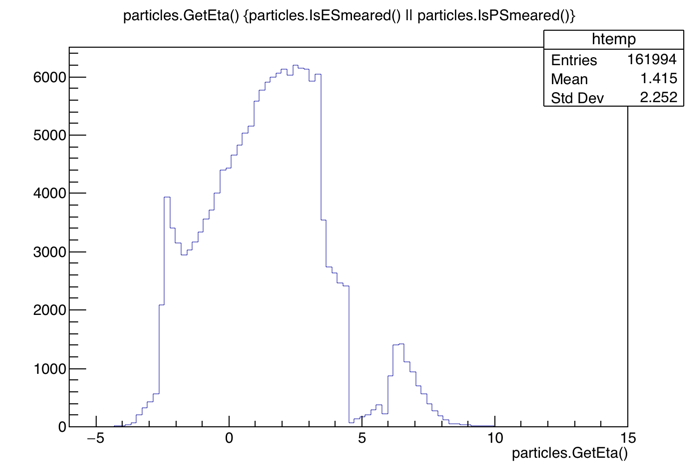 particles.GetEta() {particles.IsESmeared() || particles.IsPSmeared()}
htemp
Entries 161994
Mean 1.415
Std Dev 2.252
6000
5000
4000
3000
2000
1000
0
−5 0 5 10 15
particles.GetEta()